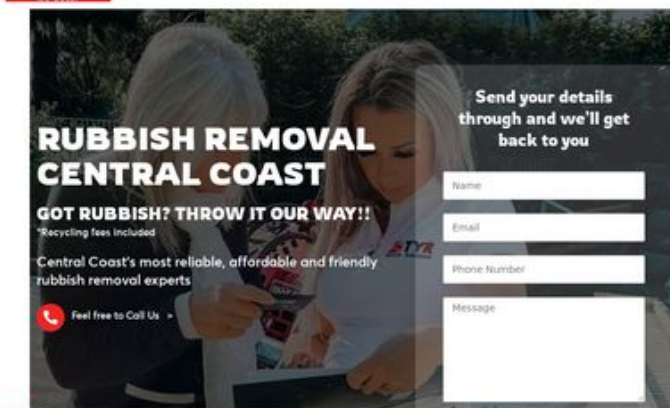 RUBBISH REMOVAL
CENTRAL COAST
GOT RUBBISH? THROW IT OUR WAY!!
*Recycling fees included
Central Coast's most reliable, affordable and friendly
rubbish removal experts
Feel free to Call Us >
TYR
Send your details
through and we'll get
back to you
Name
Email
Phone Number
Message